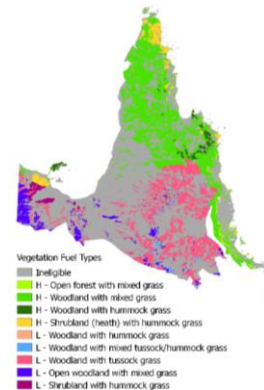 Vegetation Fuel Types
Ineligible
H - Open forest with mixed grass
H - Woodland with mixed grass
H - Woodland with hummock grass
H - Shrubland (heath) with hummock grass
L - Woodland with hummock grass
L - Woodland with mixed tussock/hummock grass
L - Woodland with tussock grass
L - Open woodland with mixed grass
L - Shrubland with hummock grass